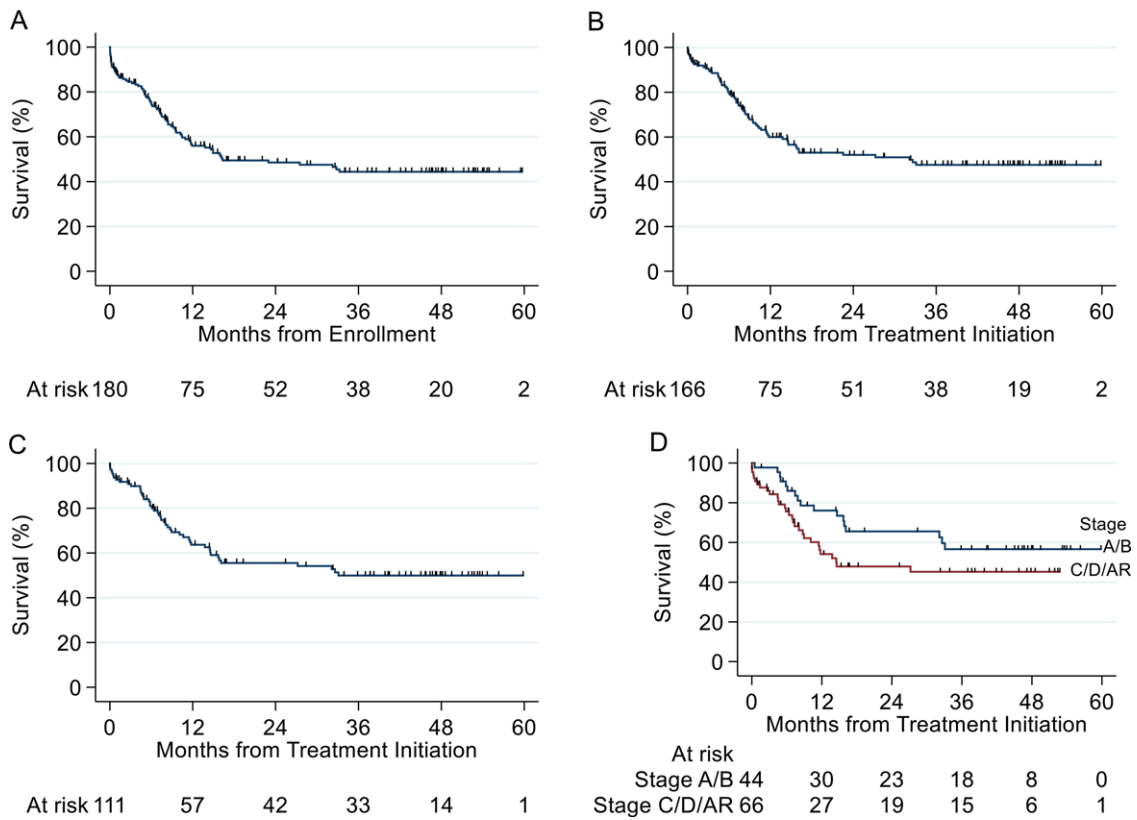 A
Survival (%)
100
80
60
40
20
0
0 12 24 36 48 60
Months from Enrollment
At risk 180 75 52 38 20 2
B
Survival (%)
100
80
60
40
20
0
0 12 24 36 48 60
Months from Treatment Initiation
At risk 166 75 51 38 19 2
C
Survival (%)
100
80
60
40
20
0
0 12 24 36 48 60
Months from Treatment Initiation
At risk 111 57 42 33 14 1
D
Survival (%)
100
80
60
40
20
0
Stage
A/B
C/D/AR
0 12 24 36 48 60
Months from Treatment Initiation
At risk
Stage A/B 44 30 23 18 8 0
Stage C/D/AR 66 27 19 15 6 1